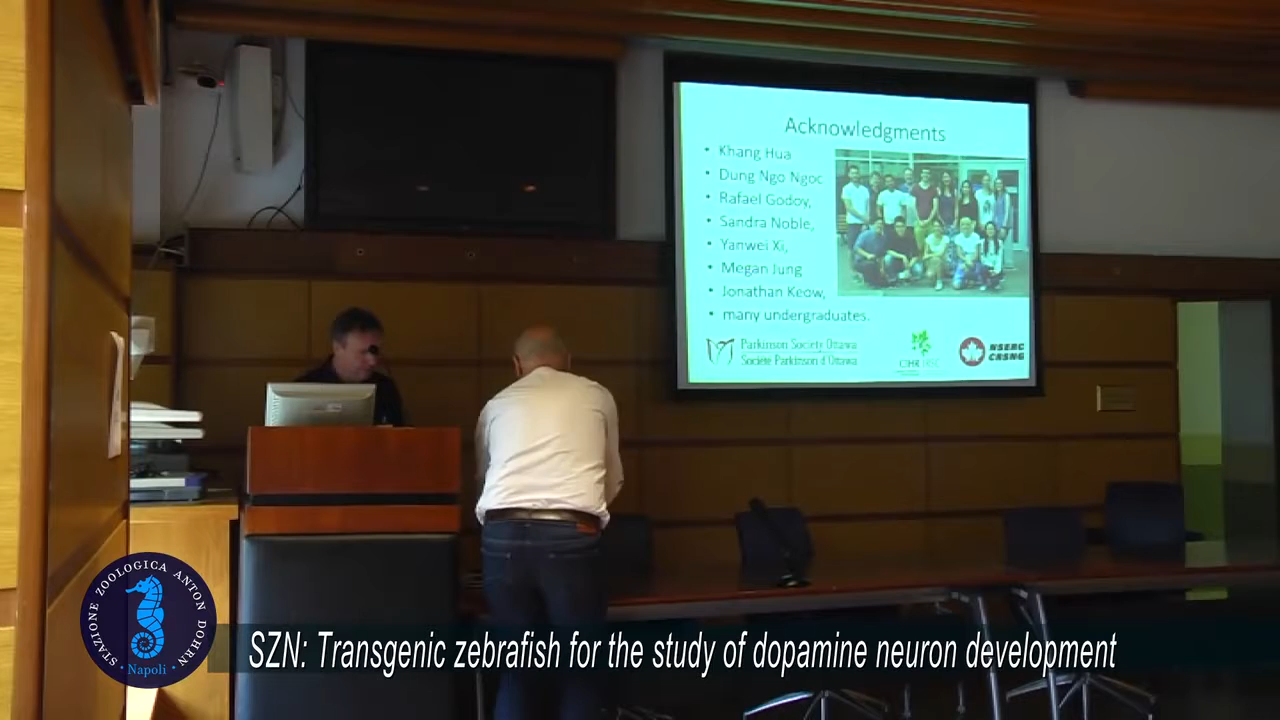 Acknowledgments
• Khang Hua
• Dung Ngo Ngoc
• Rafael Godoy,
• Sandra Noble,
• Yanwei Xi,
• Megan Jung
• Jonathan Keow,
• many undergraduates.
Parkinson Society Ottawa
Société Parkinson d'Ottawa
CIHR IRSC
NSERC
CRSNG
STAZIONE ZOOLOGICA ANTON DOHRN
• Napoli •
SZN: Transgenic zebrafish for the study of dopamine neuron development